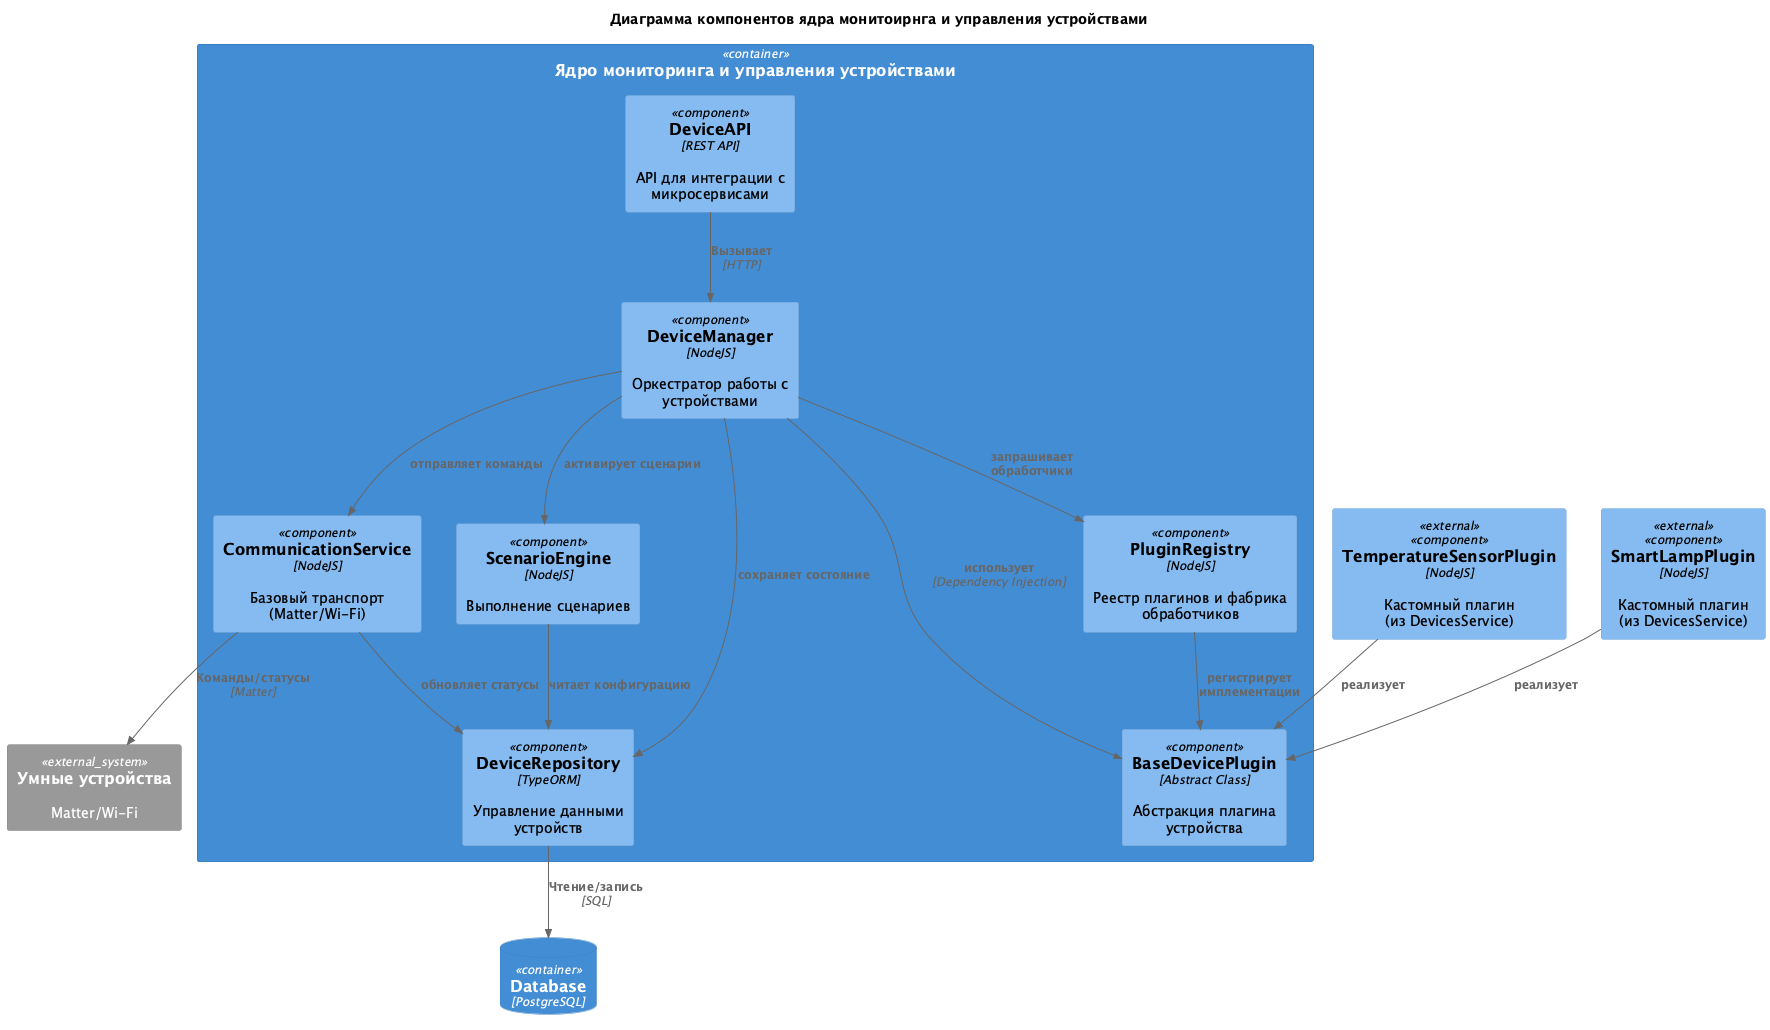 Диаграмма компонентов ядра монитоирнга и управления устройствами
«container»
Ядро мониторинга и управления устройствами
«component»
DeviceAPI
[REST API]
API для интеграции с
микросервисами
Вызывает
[HTTP]
«component»
DeviceManager
[NodeJS]
Оркестратор работы с
устройствами
отправляет команды
активирует сценарии
сохраняет состояние
использует
[Dependency Injection]
запрашивает
обработчики
«component»
CommunicationService
[NodeJS]
Базовый транспорт
(Matter/Wi-Fi)
«component»
ScenarioEngine
[NodeJS]
Выполнение сценариев
«component»
PluginRegistry
[NodeJS]
Реестр плагинов и фабрика
обработчиков
«external»
«component»
TemperatureSensorPlugin
[NodeJS]
Кастомный плагин
(из DevicesService)
«external»
«component»
SmartLampPlugin
[NodeJS]
Кастомный плагин
(из DevicesService)
Команды/статусы
[Matter]
обновляет статусы
читает конфигурацию
регистрирует
имплементации
реализует
реализует
«external_system»
Умные устройства
Matter/Wi-Fi
«component»
DeviceRepository
[TypeORM]
Управление данными
устройств
«component»
BaseDevicePlugin
[Abstract Class]
Абстракция плагина
устройства
Чтение/запись
[SQL]
«container»
Database
[PostgreSQL]